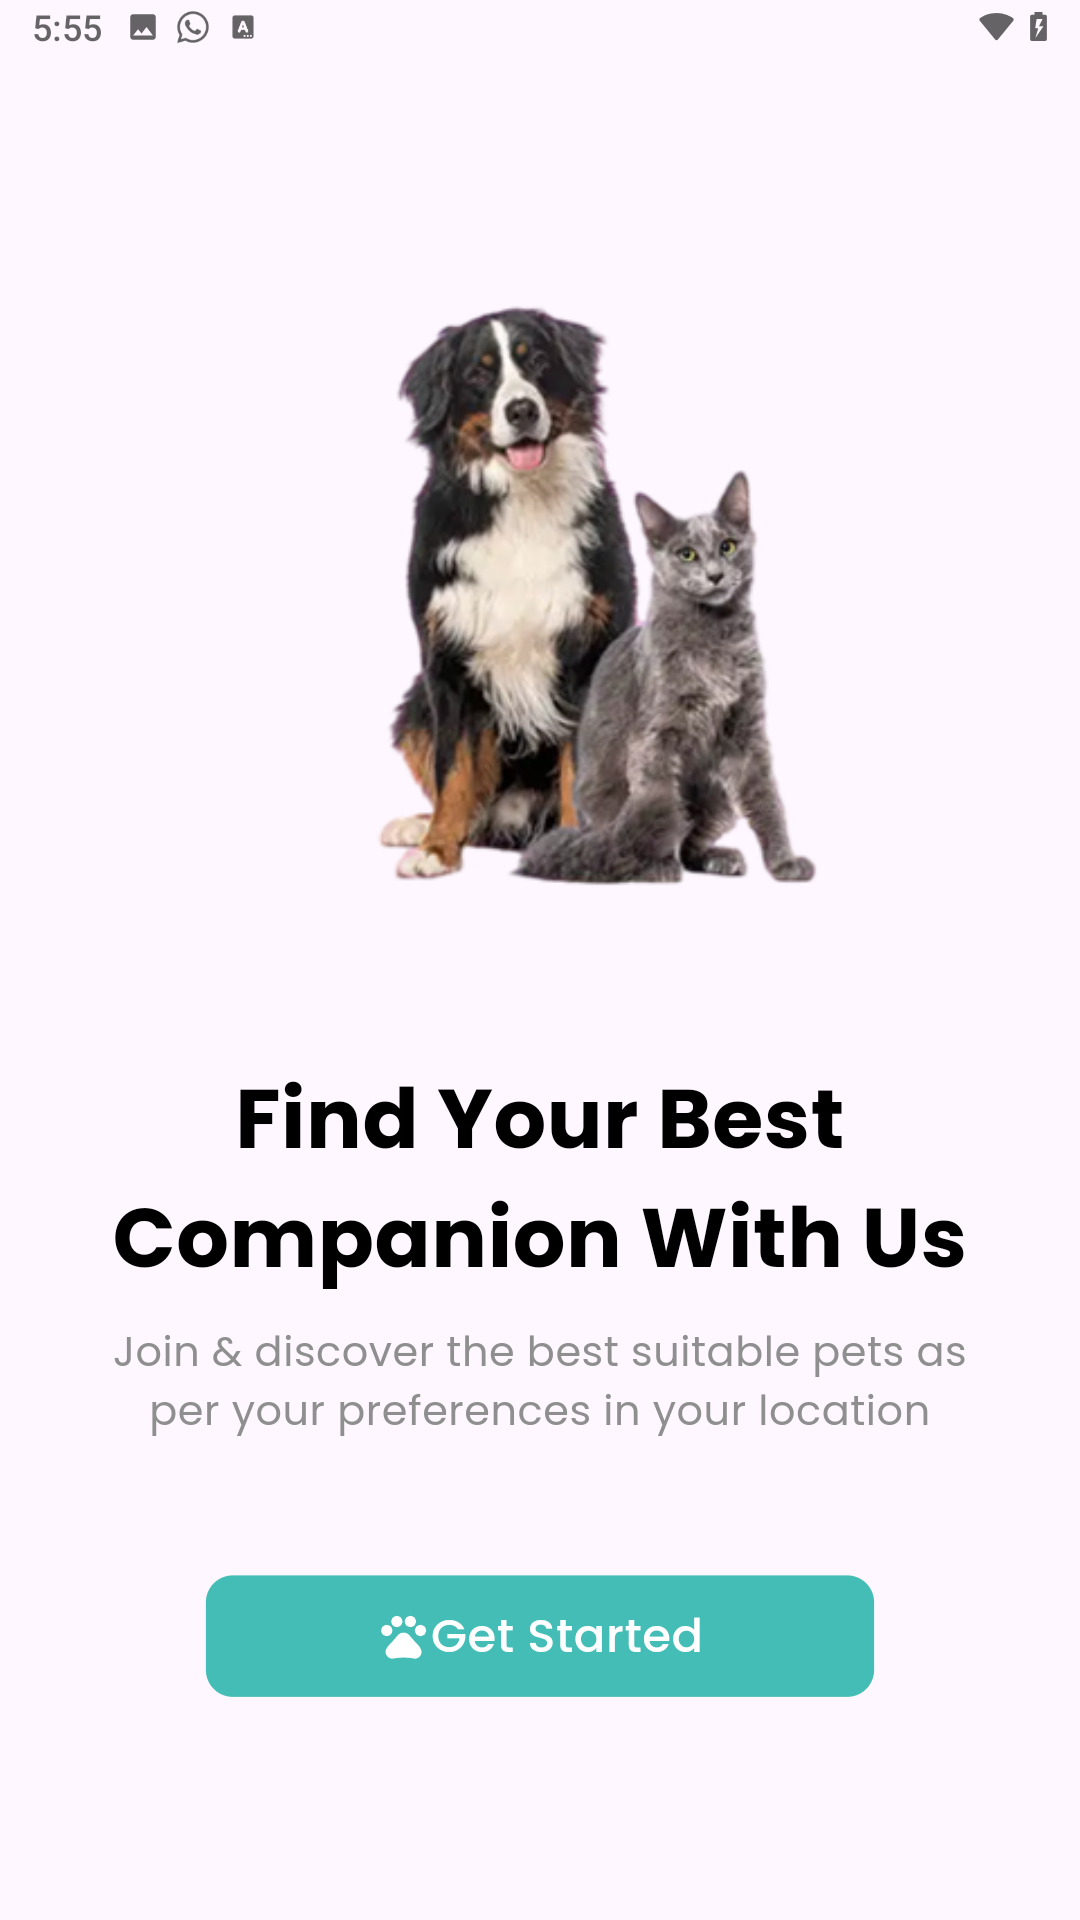 5:55
Find Your Best
Companion With Us
Join & discover the best suitable pets as
per your preferences in your location
Get Started